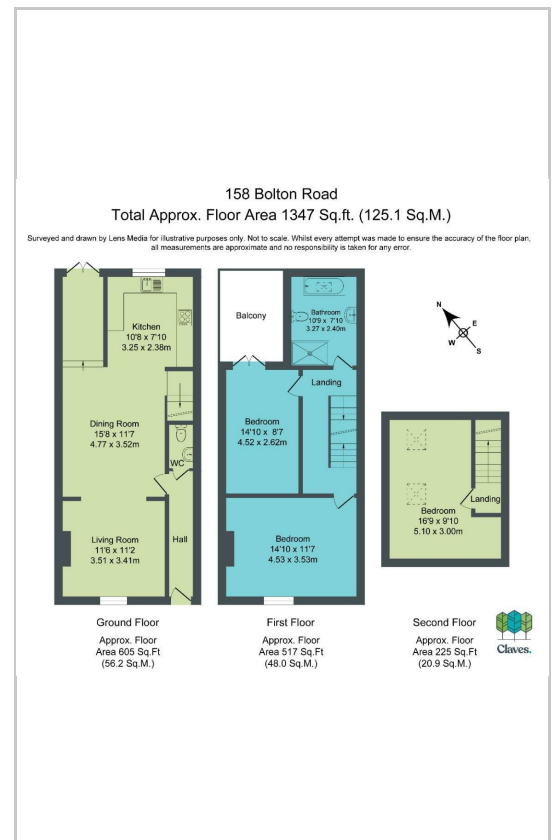 158 Bolton Road
Total Approx. Floor Area 1347 Sq.ft. (125.1 Sq.M.)
Surveyed and drawn by Lens Media for illustrative purposes only. Not to scale. Whilst every attempt was made to ensure the accuracy of the floor plan,
all measurements are approximate and no responsibility is taken for any error.
Kitchen
10'8 x 7'10
3.25 x 2.38m
Dining Room
15'8 x 11'7
4.77 x 3.52m
WC
Living Room
11'6 x 11'2
3.51 x 3.41m
Hall
Ground Floor
Approx. Floor
Area 605 Sq.Ft
(56.2 Sq.M.)
Balcony
Bathroom
10'9 x 7'10
3.27 x 2.40m
Landing
Bedroom
14'10 x 8'7
4.52 x 2.62m
Bedroom
14'10 x 11'7
4.53 x 3.53m
First Floor
Approx. Floor
Area 517 Sq.Ft
(48.0 Sq.M.)
N
E
W
S
Landing
Bedroom
16'9 x 9'10
5.10 x 3.00m
Second Floor
Approx. Floor
Area 225 Sq.Ft
(20.9 Sq.M.)
Claves.